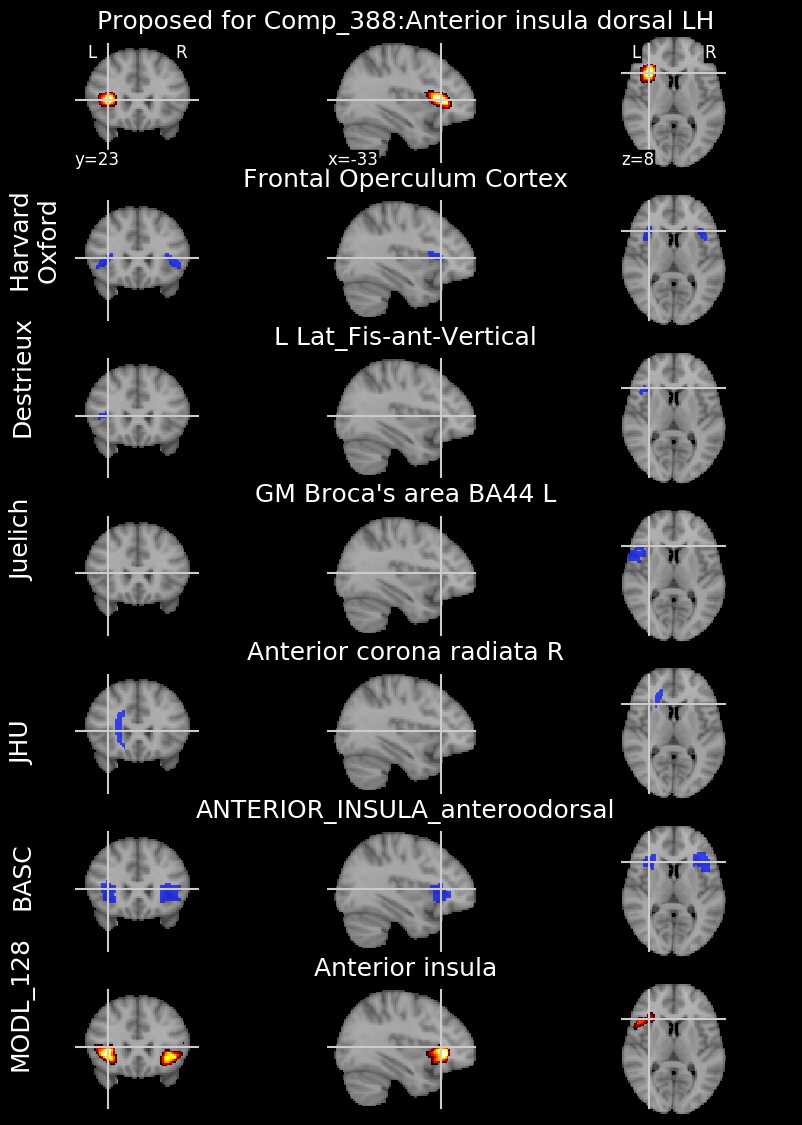 Proposed for Comp_388:Anterior insula dorsal LH
L R
L R
y=23
x=-33
z=8
Frontal Operculum Cortex
Harvard
Oxford
L Lat_Fis-ant-Vertical
Destrieux
GM Broca's area BA44 L
Juelich
Anterior corona radiata R
JHU
ANTERIOR_INSULA_anteroodorsal
BASC
Anterior insula
MODL_128